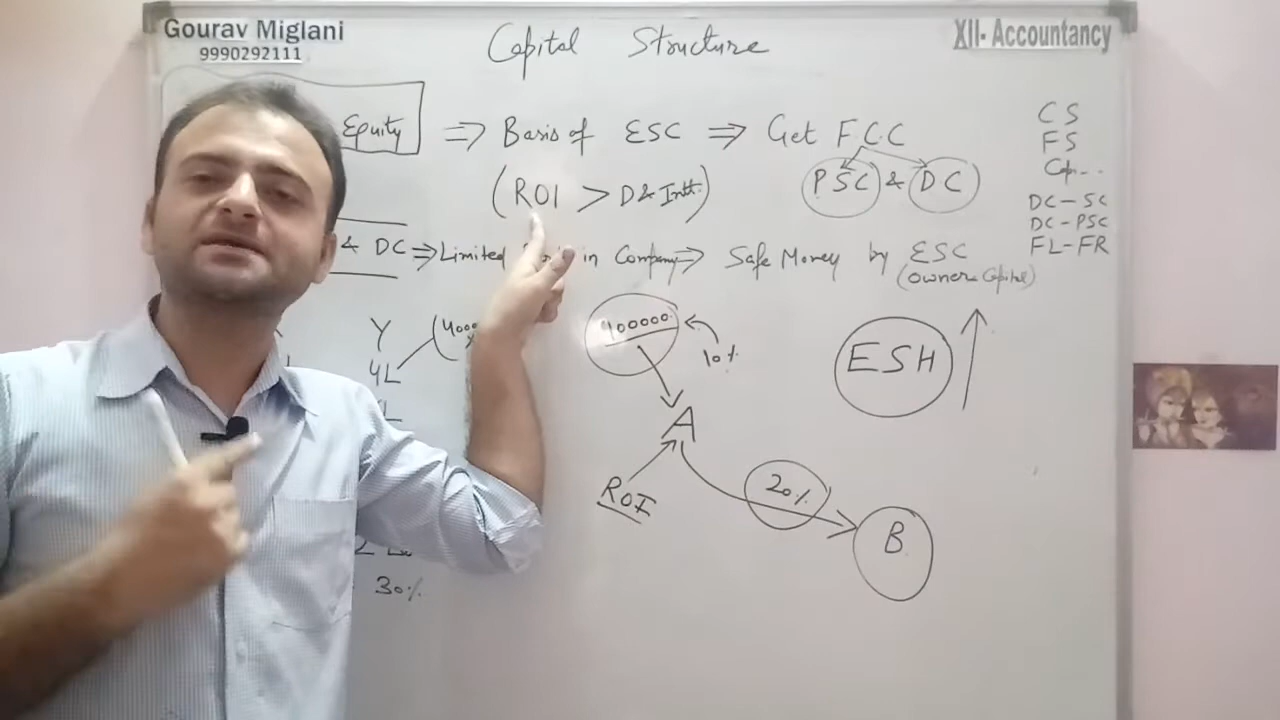 Gourav Miglani
9990292111
XII- Accountancy
Capital Structure
Equity ⇒ Basis of ESC ⇒ Get FCC
PSC & DC
(ROI > D & Intt.)
& DC ⇒ Limited in Company ⇒ Safe Money by ESC
(owners Capital)
CS
FS
Cap...
DC - SC
DC - PSC
FL - FR
Y
4L
400000
10%
A
ROI
20%
B
ESH
30%